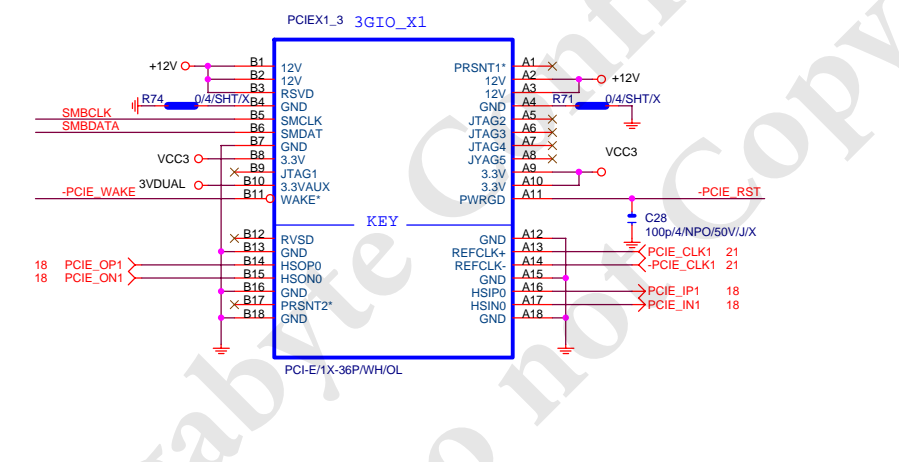 PCIEX1_3 3GIO_X1
+12V B1 12V PRSNT1* A1
B2 12V 12V A2 +12V
B3 RSVD 12V A3
R74 0/4/SHT/X B4 GND GND A4 R71 0/4/SHT/X
SMBCLK B5 SMCLK JTAG2 A5
SMBDATA B6 SMDAT JTAG3 A6
B7 GND JTAG4 A7
VCC3 B8 3.3V JYAG5 A8 VCC3
B9 JTAG1 3.3V A9
3VDUAL B10 3.3VAUX 3.3V A10
-PCIE_WAKE B11 WAKE* PWRGD A11 -PCIE_RST
KEY
C28
100p/4/NPO/50V/J/X
B12 RVSD GND A12
B13 GND REFCLK+ A13 PCIE_CLK1 21
18 PCIE_OP1 B14 HSOP0 REFCLK- A14 -PCIE_CLK1 21
18 PCIE_ON1 B15 HSON0 GND A15
B16 GND HSIP0 A16 PCIE_IP1 18
B17 PRSNT2* HSIN0 A17 PCIE_IN1 18
B18 GND GND A18
PCI-E/1X-36P/WH/OL